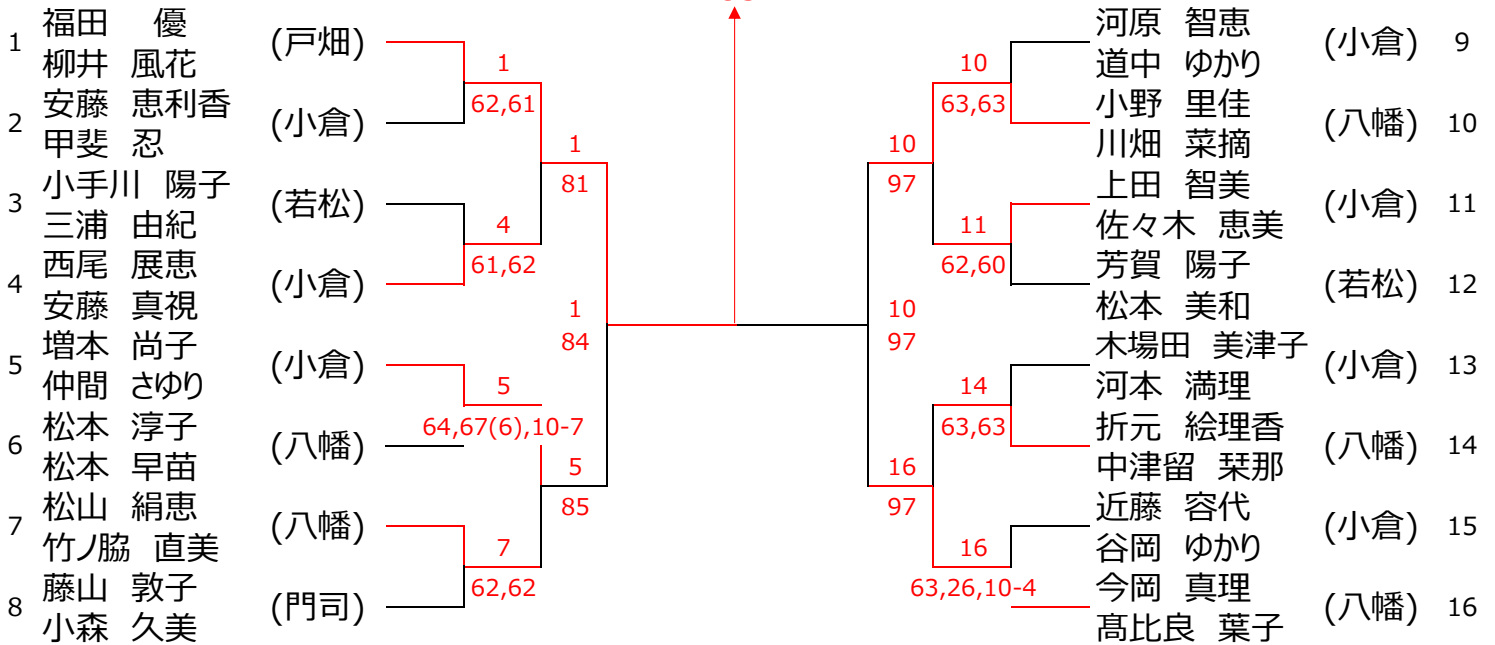 1 福田 優 (戸畑)
柳井 風花
2 安藤 恵利香 (小倉)
甲斐 忍
3 小手川 陽子 (若松)
三浦 由紀
4 西尾 展恵 (小倉)
安藤 真視
5 増本 尚子 (小倉)
仲間 さゆり
6 松本 淳子 (八幡)
松本 早苗
7 松山 絹恵 (八幡)
竹ノ脇 直美
8 藤山 敦子 (門司)
小森 久美
1
62,61
4
61,62
5
64,67(6),10-7
7
62,62
1
81
5
85
1
84
10
97
10
97
16
97
10
63,63
11
62,60
14
63,63
16
63,26,10-4
河原 智恵 (小倉) 9
道中 ゆかり
小野 里佳 (八幡) 10
川畑 菜摘
上田 智美 (小倉) 11
佐々木 恵美
芳賀 陽子 (若松) 12
松本 美和
木場田 美津子 (小倉) 13
河本 満理
折元 絵理香 (八幡) 14
中津留 栞那
近藤 容代 (小倉) 15
谷岡 ゆかり
今岡 真理 (八幡) 16
髙比良 葉子